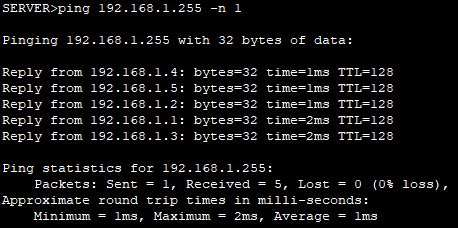 SERVER>ping 192.168.1.255 -n 1
Pinging 192.168.1.255 with 32 bytes of data:
Reply from 192.168.1.4: bytes=32 time=1ms TTL=128
Reply from 192.168.1.5: bytes=32 time=1ms TTL=128
Reply from 192.168.1.2: bytes=32 time=1ms TTL=128
Reply from 192.168.1.1: bytes=32 time=2ms TTL=128
Reply from 192.168.1.3: bytes=32 time=2ms TTL=128
Ping statistics for 192.168.1.255:
Packets: Sent = 1, Received = 5, Lost = 0 (0% loss),
Approximate round trip times in milli-seconds:
Minimum = 1ms, Maximum = 2ms, Average = 1ms